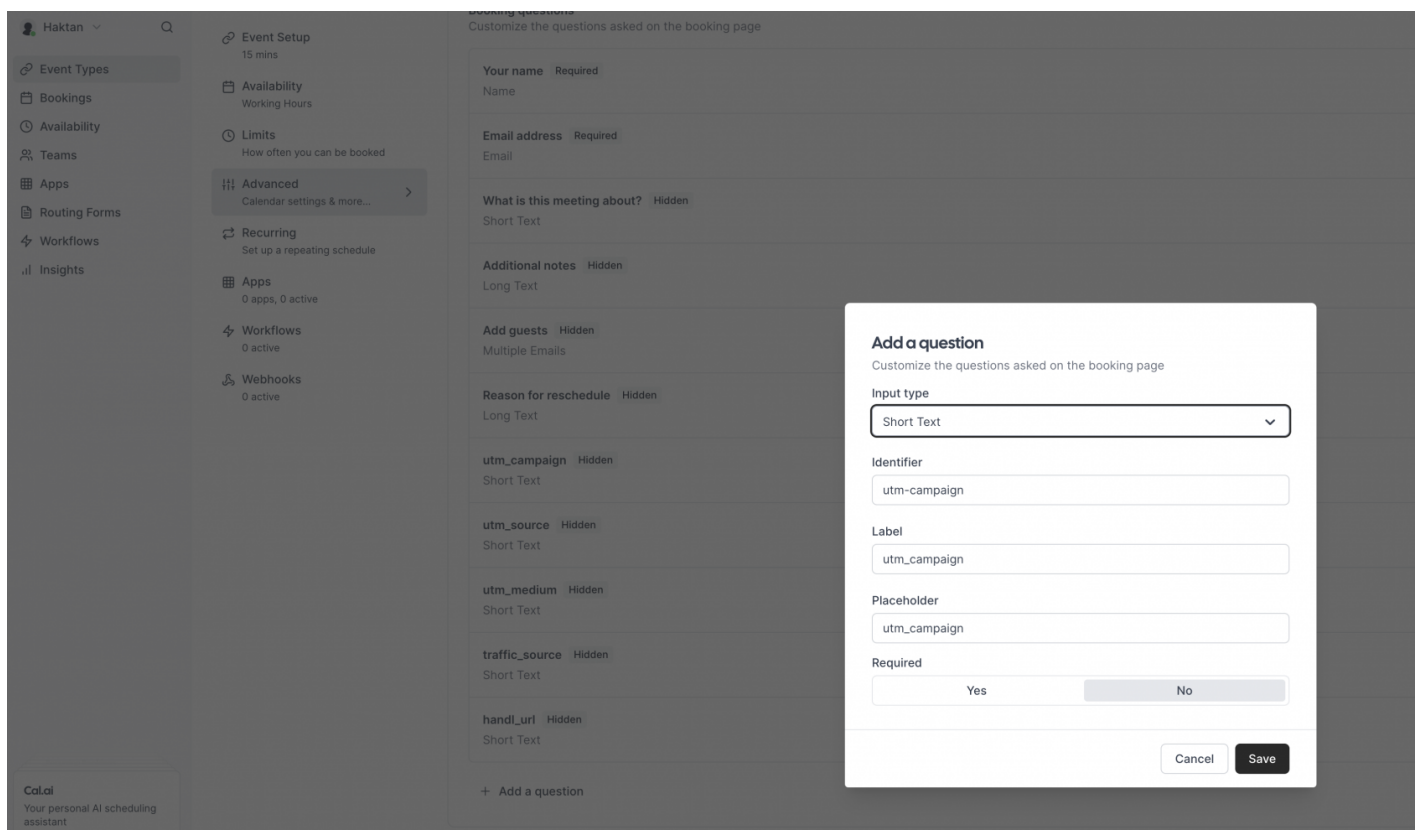 Haktan
Event Types
Bookings
Availability
Teams
Apps
Routing Forms
Workflows
Insights
Cal.ai
Your personal AI scheduling
assistant
Event Setup
15 mins
Availability
Working Hours
Limits
How often you can be booked
Advanced
Calendar settings & more...
Recurring
Set up a repeating schedule
Apps
0 apps, 0 active
Workflows
0 active
Webhooks
0 active
Booking questions
Customize the questions asked on the booking page
Your name Required
Name
Email address Required
Email
What is this meeting about? Hidden
Short Text
Additional notes Hidden
Long Text
Add guests Hidden
Multiple Emails
Reason for reschedule Hidden
Long Text
utm_campaign Hidden
Short Text
utm_source Hidden
Short Text
utm_medium Hidden
Short Text
traffic_source Hidden
Short Text
handl_url Hidden
Short Text
+ Add a question
Add a question
Customize the questions asked on the booking page
Input type
Short Text
Identifier
utm-campaign
Label
utm_campaign
Placeholder
utm_campaign
Required
Yes No
Cancel Save